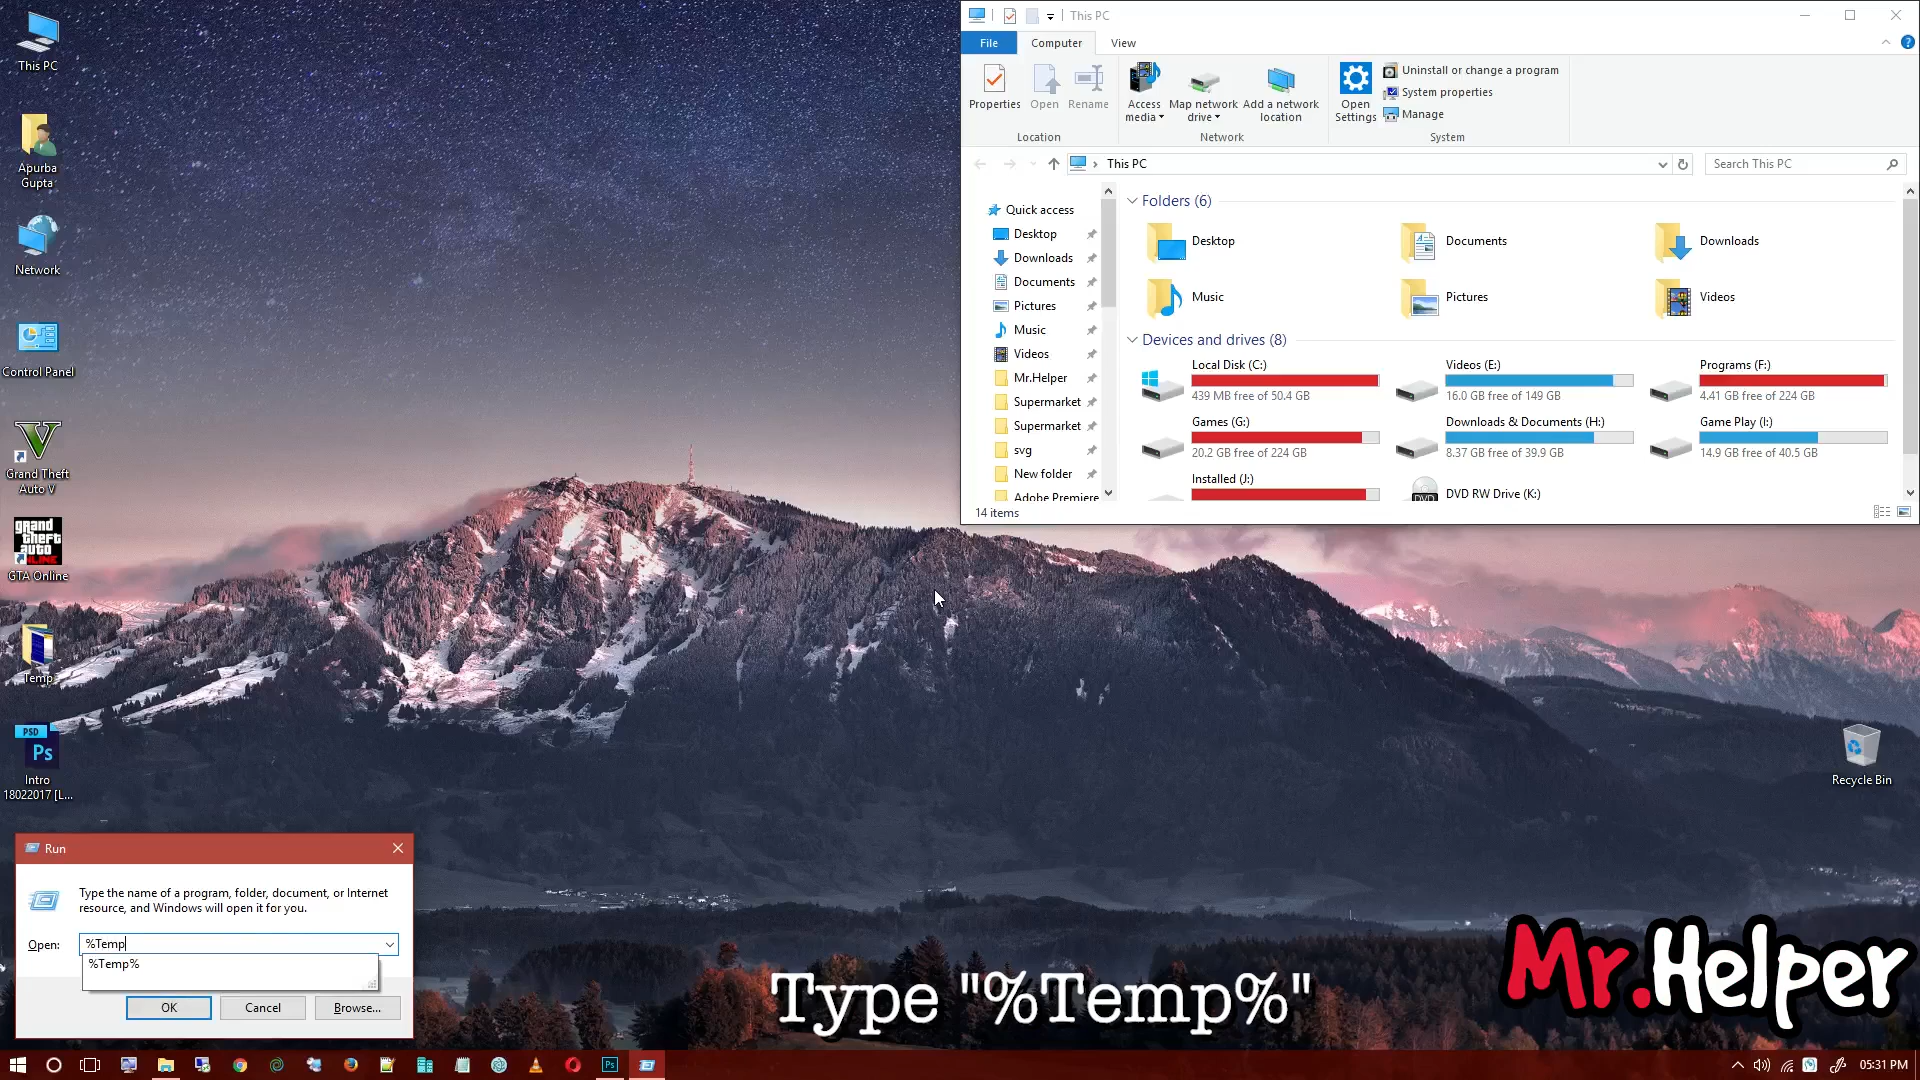 This PC
Apurba
Gupta
Network
Control Panel
Grand Theft
Auto V
grand
theft
auto
ONLINE
GTA Online
Temp
PSD
Ps
Intro
18022017 [L...
This PC
File
Computer
View
Properties
Open
Rename
Access
media
Map network
drive
Add a network
location
Open
Settings
Uninstall or change a program
System properties
Manage
Location
Network
System
This PC
Search This PC
Quick access
Desktop
Downloads
Documents
Pictures
Music
Videos
Mr.Helper
Supermarket
Supermarket
svg
New folder
Adobe Premiere
Folders (6)
Desktop
Documents
Downloads
Music
Pictures
Videos
Devices and drives (8)
Local Disk (C:)
439 MB free of 50.4 GB
Videos (E:)
16.0 GB free of 149 GB
Programs (F:)
4.41 GB free of 224 GB
Games (G:)
20.2 GB free of 224 GB
Downloads & Documents (H:)
8.37 GB free of 39.9 GB
Game Play (I:)
14.9 GB free of 40.5 GB
Installed (J:)
DVD
DVD RW Drive (K:)
14 items
Recycle Bin
Run
Type the name of a program, folder, document, or Internet
resource, and Windows will open it for you.
Open:
%Temp
%Temp%
OK
Cancel
Browse...
Type "%Temp%"
Mr.Helper
Ps
05:31 PM